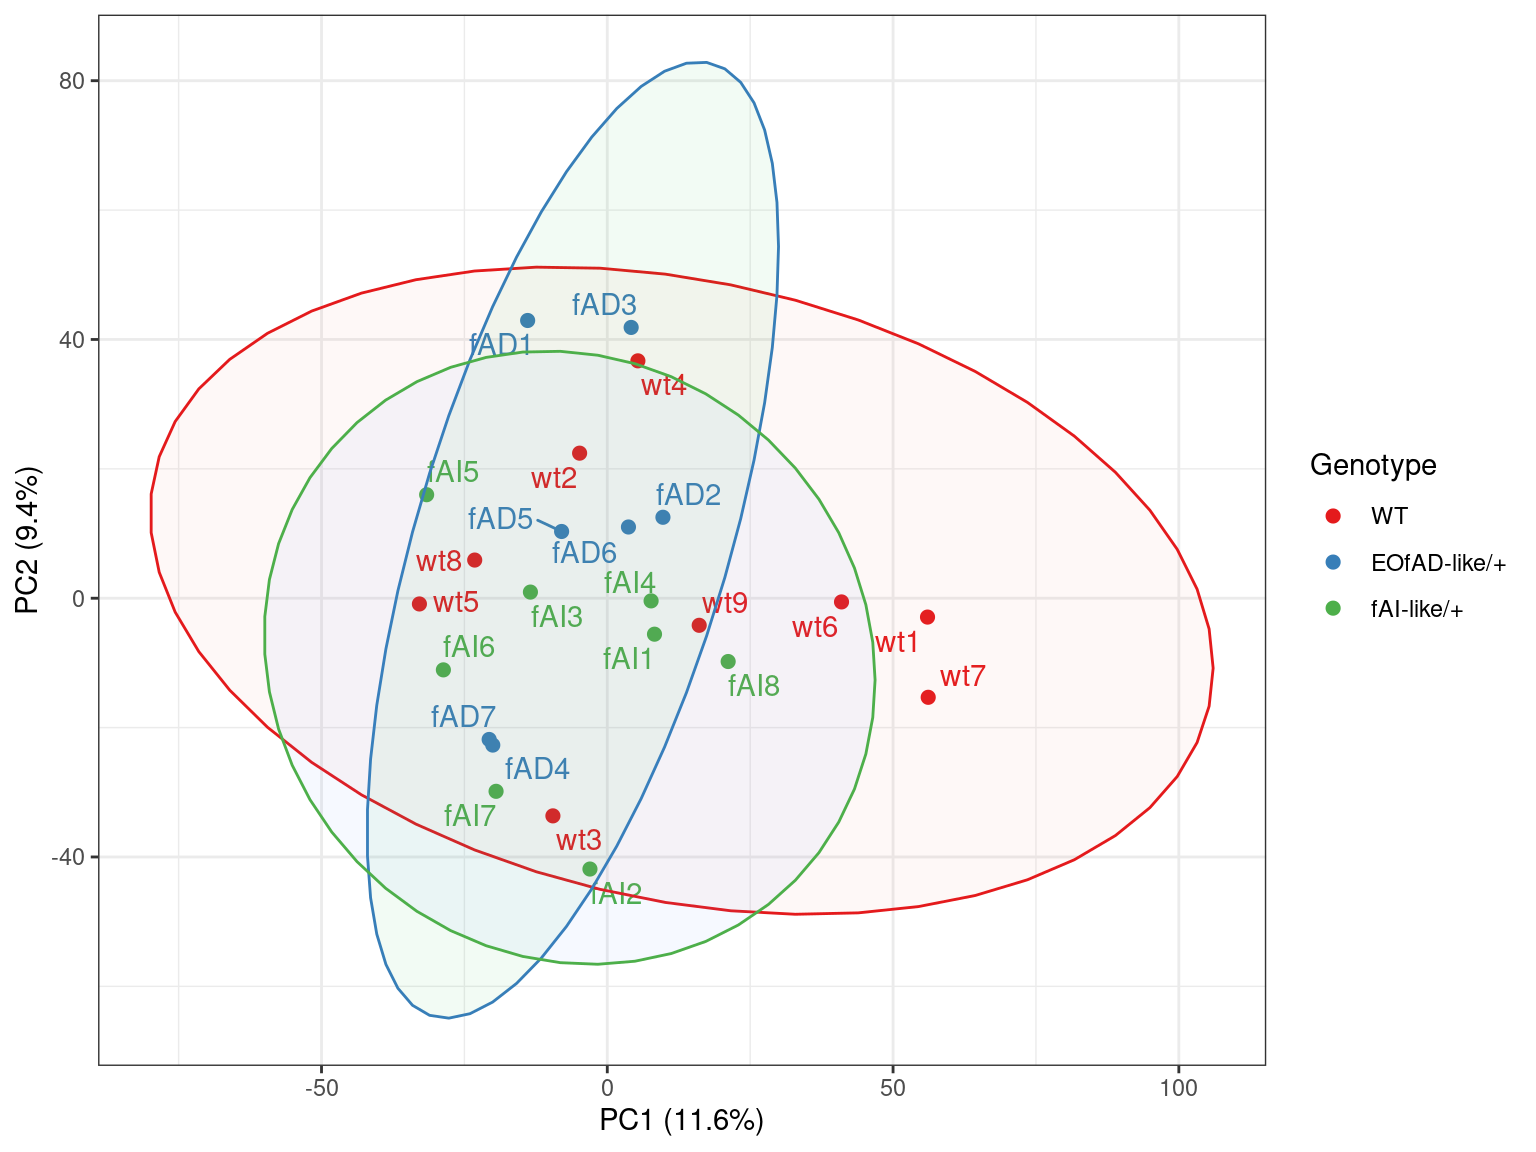 80
40
0
-40
-50
0
50
100
PC1 (11.6%)
PC2 (9.4%)
fAD3
fAD1
wt4
fAI5
wt2
fAD2
fAD5
fAD6
wt8
fAI4
wt5
wt9
fAI3
wt6
wt1
fAI6
fAI1
wt7
fAI8
fAD7
fAD4
fAI7
wt3
fAI2
Genotype
WT
EOfAD-like/+
fAI-like/+